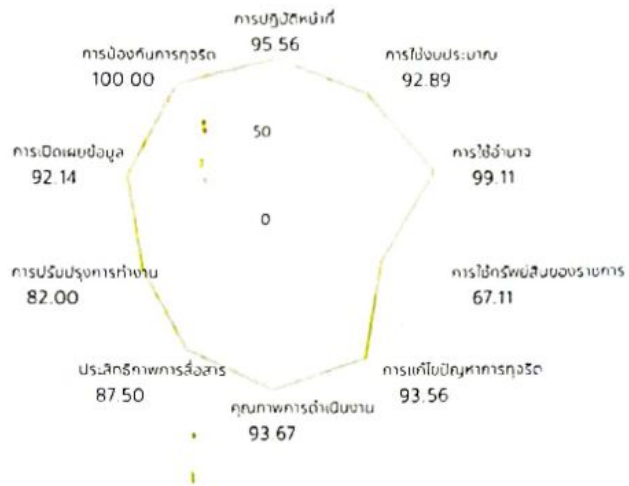 การปฏิบัติหน้าที่
95.56
การป้องกันการทุจริต
100.00
การใช้งบประมาณ
92.89
50
การเปิดเผยข้อมูล
92.14
การใช้อำนาจ
99.11
0
การปรับปรุงการทำงาน
82.00
การใช้ทรัพย์สินของราชการ
67.11
ประสิทธิภาพการสื่อสาร
87.50
การแก้ไขปัญหาการทุจริต
93.56
คุณภาพการดำเนินงาน
93.67